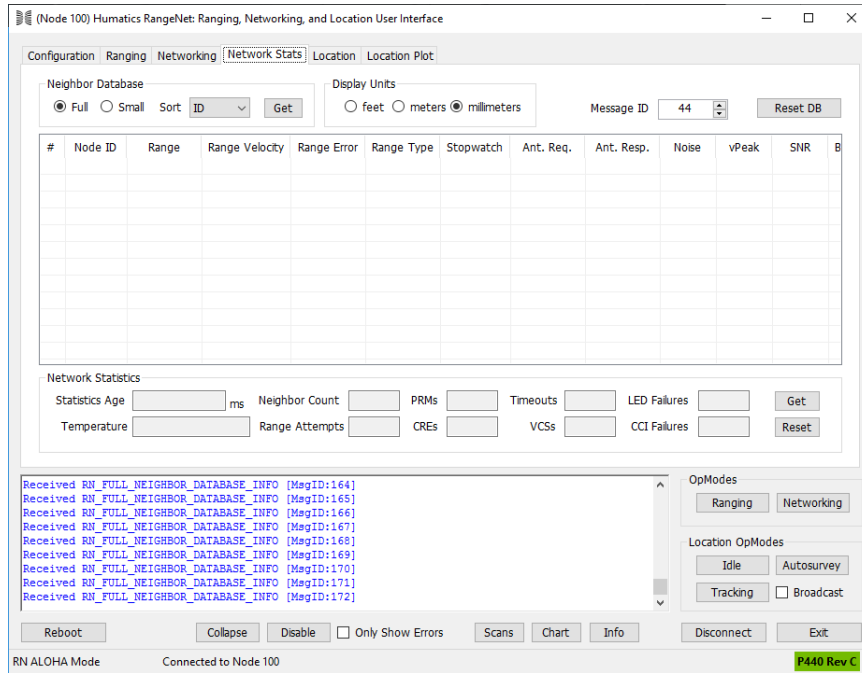 (Node 100) Humatics RangeNet: Ranging, Networking, and Location User Interface
Configuration Ranging Networking Network Stats Location Location Plot
Neighbor Database Display Units
Full Small Sort ID Get feet meters millimeters Message ID 44 Reset DB
# Node ID Range Range Velocity Range Error Range Type Stopwatch Ant. Req. Ant. Resp. Noise vPeak SNR B
Network Statistics
Statistics Age ms Neighbor Count PRMs Timeouts LED Failures Get
Temperature Range Attempts CREs VCSs CCI Failures Reset
Received RN_FULL_NEIGHBOR_DATABASE_INFO [MsgID:164]
Received RN_FULL_NEIGHBOR_DATABASE_INFO [MsgID:165]
Received RN_FULL_NEIGHBOR_DATABASE_INFO [MsgID:166]
Received RN_FULL_NEIGHBOR_DATABASE_INFO [MsgID:167]
Received RN_FULL_NEIGHBOR_DATABASE_INFO [MsgID:168]
Received RN_FULL_NEIGHBOR_DATABASE_INFO [MsgID:169]
Received RN_FULL_NEIGHBOR_DATABASE_INFO [MsgID:170]
Received RN_FULL_NEIGHBOR_DATABASE_INFO [MsgID:171]
Received RN_FULL_NEIGHBOR_DATABASE_INFO [MsgID:172]
OpModes
Ranging Networking
Location OpModes
Idle Autosurvey
Tracking Broadcast
Reboot Collapse Disable Only Show Errors Scans Chart Info Disconnect Exit
RN ALOHA Mode Connected to Node 100 P440 Rev C